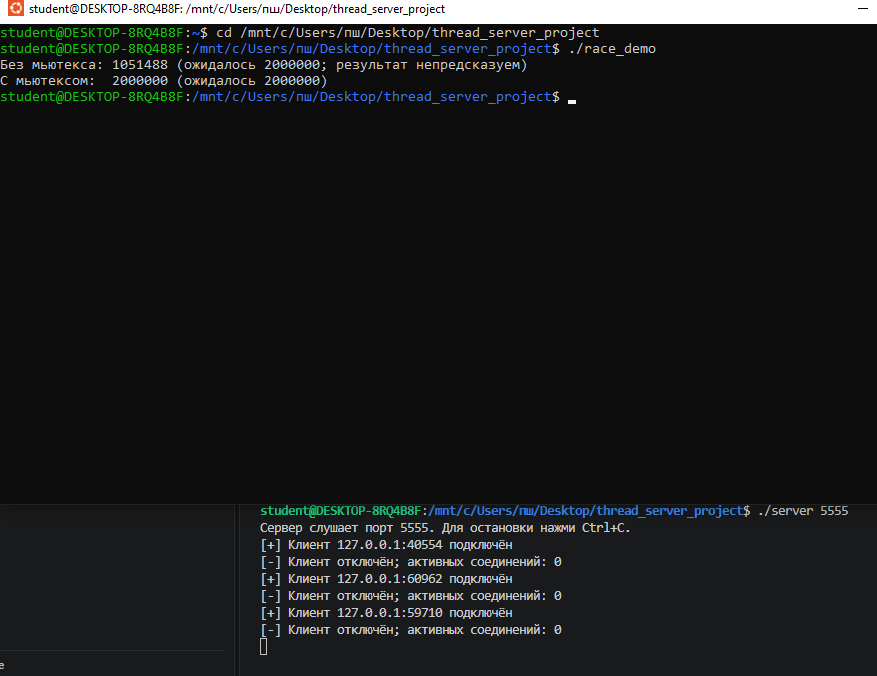 student@DESKTOP-8RQ4B8F: /mnt/c/Users/пш/Desktop/thread_server_project
student@DESKTOP-8RQ4B8F:~$ cd /mnt/c/Users/пш/Desktop/thread_server_project
student@DESKTOP-8RQ4B8F:/mnt/c/Users/пш/Desktop/thread_server_project$ ./race_demo
Без мьютекса: 1051488 (ожидалось 2000000; результат непредсказуем)
С мьютексом:  2000000 (ожидалось 2000000)
student@DESKTOP-8RQ4B8F:/mnt/c/Users/пш/Desktop/thread_server_project$
student@DESKTOP-8RQ4B8F:/mnt/c/Users/пш/Desktop/thread_server_project$ ./server 5555
Сервер слушает порт 5555. Для остановки нажми Ctrl+C.
[+] Клиент 127.0.0.1:40554 подключён
[-] Клиент отключён; активных соединений: 0
[+] Клиент 127.0.0.1:60962 подключён
[-] Клиент отключён; активных соединений: 0
[+] Клиент 127.0.0.1:59710 подключён
[-] Клиент отключён; активных соединений: 0